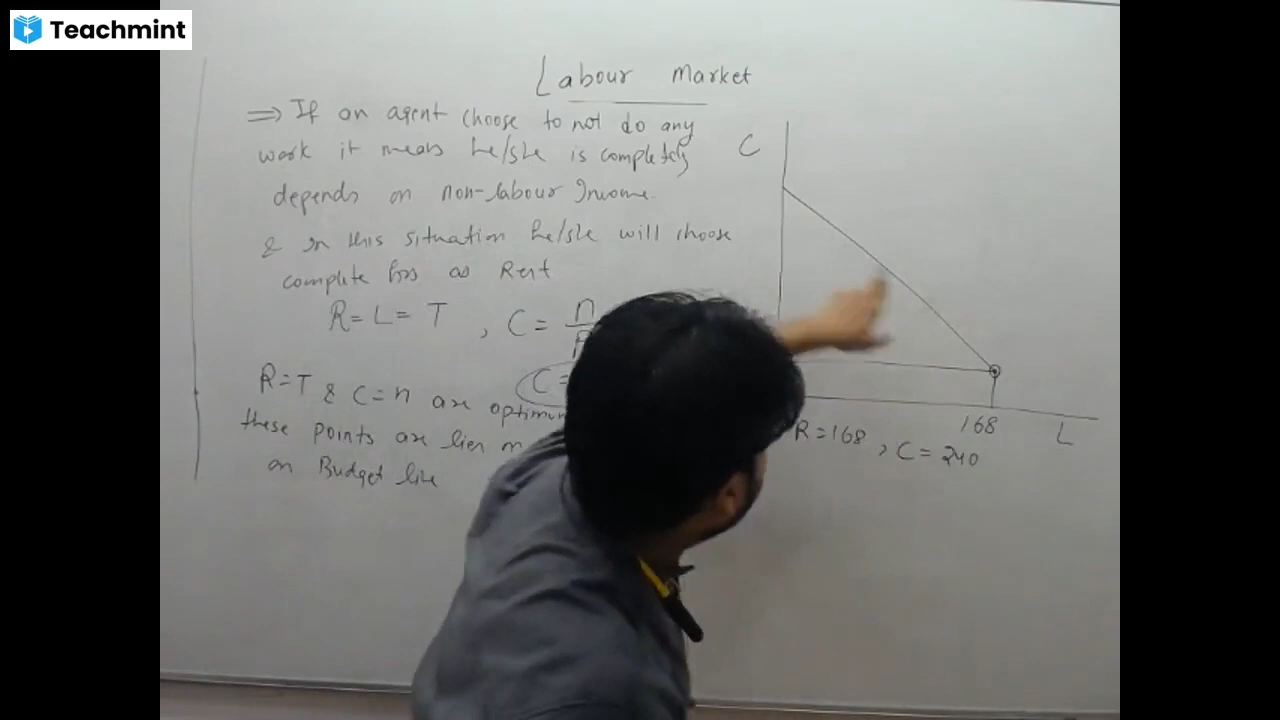 Teachmint
Labour Market
⇒ If an agent choose to not do any
work it means he/she is completely
depends on non-labour Income.
& in this situation he/she will choose
complete hrs as Rest
R = L = T , C = n
R=T & C=n are optimum
these points are lies on
on Budget line
C
C =
168
L
R=168 , C = 240